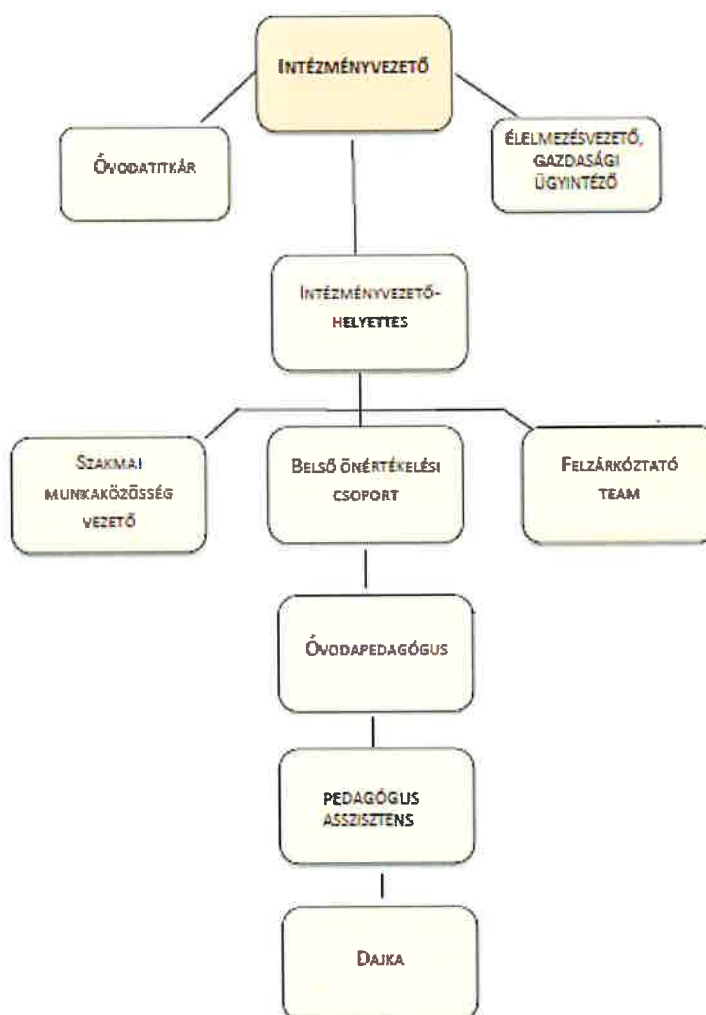 INTÉZMÉNYVEZETŐ
ÓVODATITKÁR
ÉLELMEZÉSVEZETŐ,
GAZDASÁGI
ÜGYINTÉZŐ
INTÉZMÉNYVEZETŐ-
HELYETTES
SZAKMAI
MUNKAKÖZÖSSÉG
VEZETŐ
BELSŐ ÖNÉRTÉKELÉSI
CSOPORT
FELZÁRKÓZTATÓ
TEAM
ÓVODAPEDAGÓGUS
PEDAGÓGUS
ASSZISZTENS
DAJKA